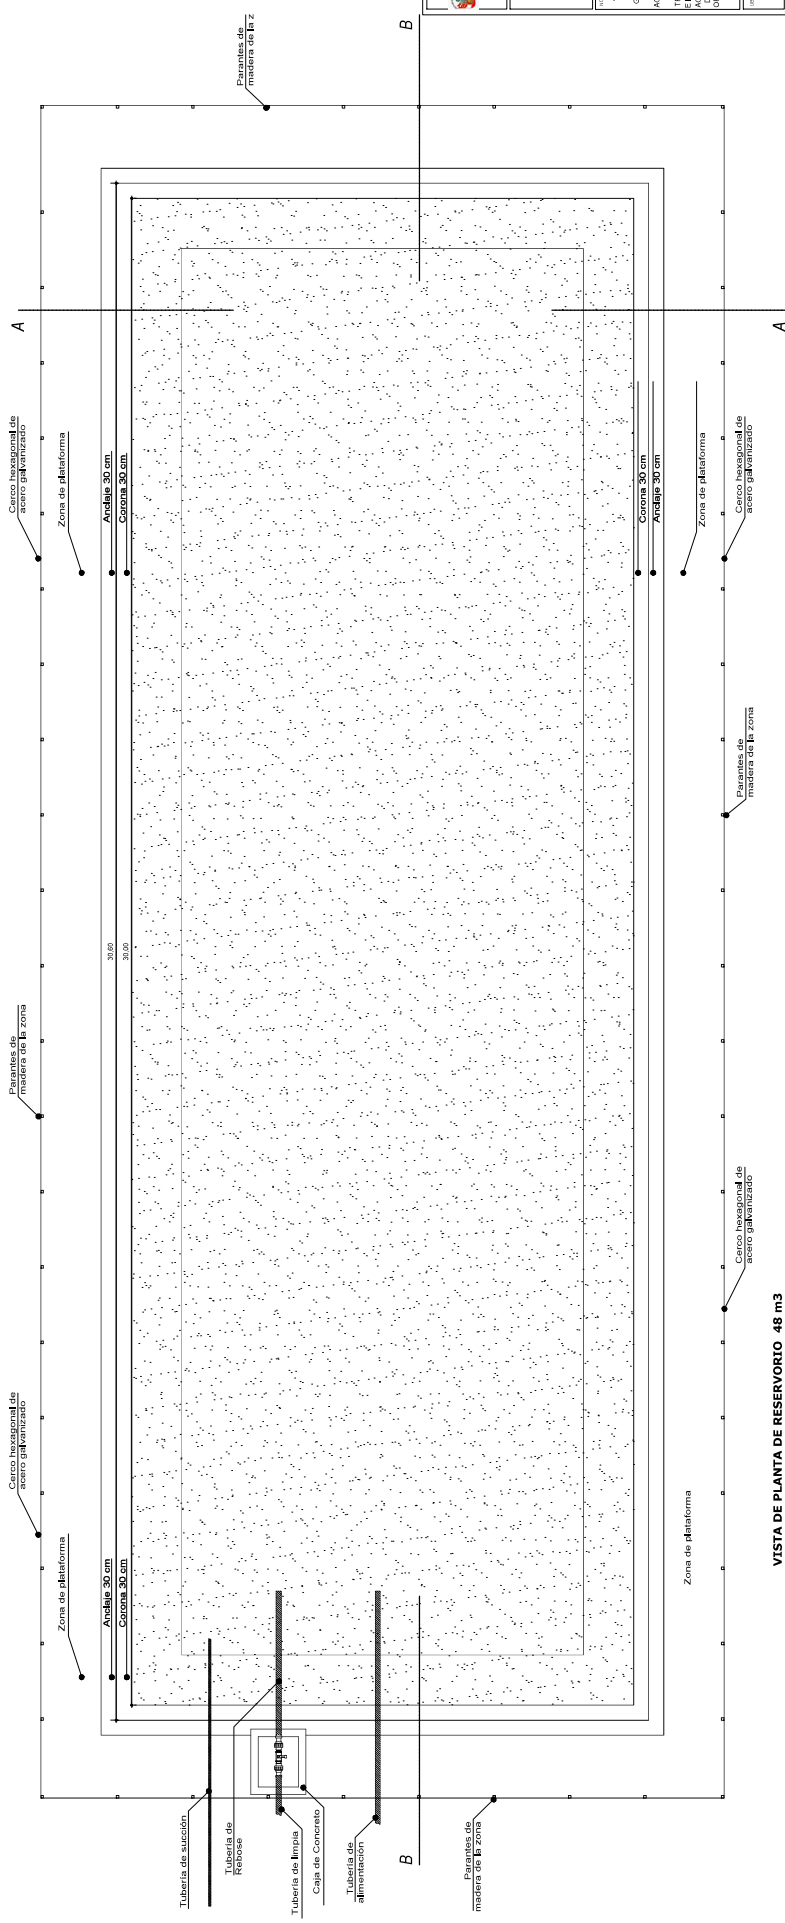 Cerco hexagonal de
acero galvanizado
Parantes de
madera de la zona
Cerco hexagonal de
acero galvanizado
A
Parantes de
madera de la z
Zona de plataforma
Zona de plataforma
Anclaje 30 cm
Corona 30 cm
30,60
30,00
Anclaje 30 cm
Corona 30 cm
Tubería de succión
Tubería de
Rebose
Tubería de limpia
Caja de Concreto
Tubería de
alimentación
B
B
Parantes de
madera de la zona
Corona 30 cm
Anclaje 30 cm
Zona de plataforma
Zona de plataforma
Cerco hexagonal de
acero galvanizado
Parantes de
madera de la zona
Cerco hexagonal de
acero galvanizado
A
VISTA DE PLANTA DE RESERVORIO 48 m3